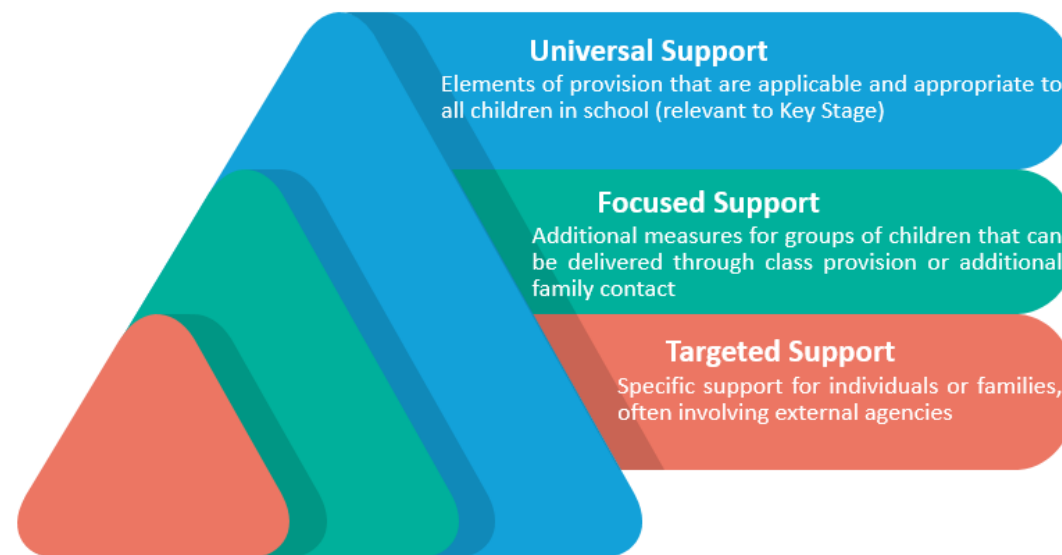 Universal Support
Elements of provision that are applicable and appropriate to
all children in school (relevant to Key Stage)
Focused Support
Additional measures for groups of children that can
be delivered through class provision or additional
family contact
Targeted Support
Specific support for individuals or families,
often involving external agencies